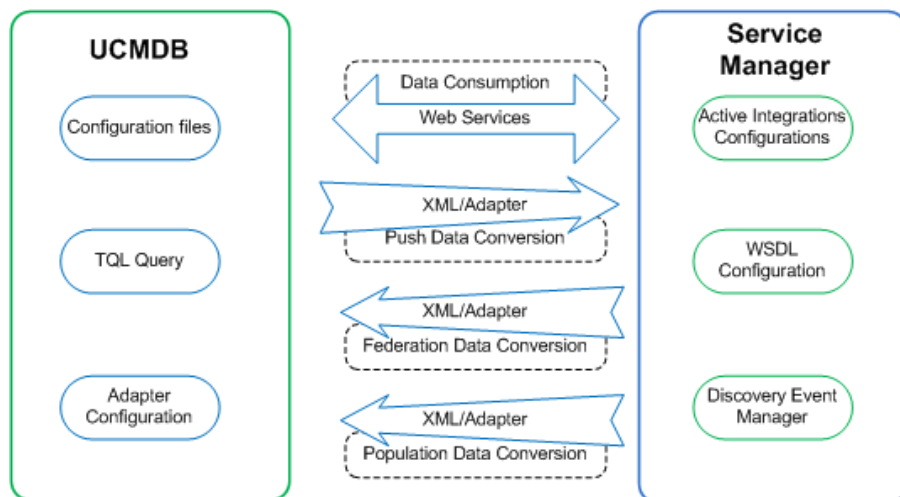 UCMDB
Configuration files
TQL Query
Adapter
Configuration
Data Consumption
Web Services
XML/Adapter
Push Data Conversion
XML/Adapter
Federation Data Conversion
XML/Adapter
Population Data Conversion
Service
Manager
Active Integrations
Configurations
WSDL
Configuration
Discovery Event
Manager